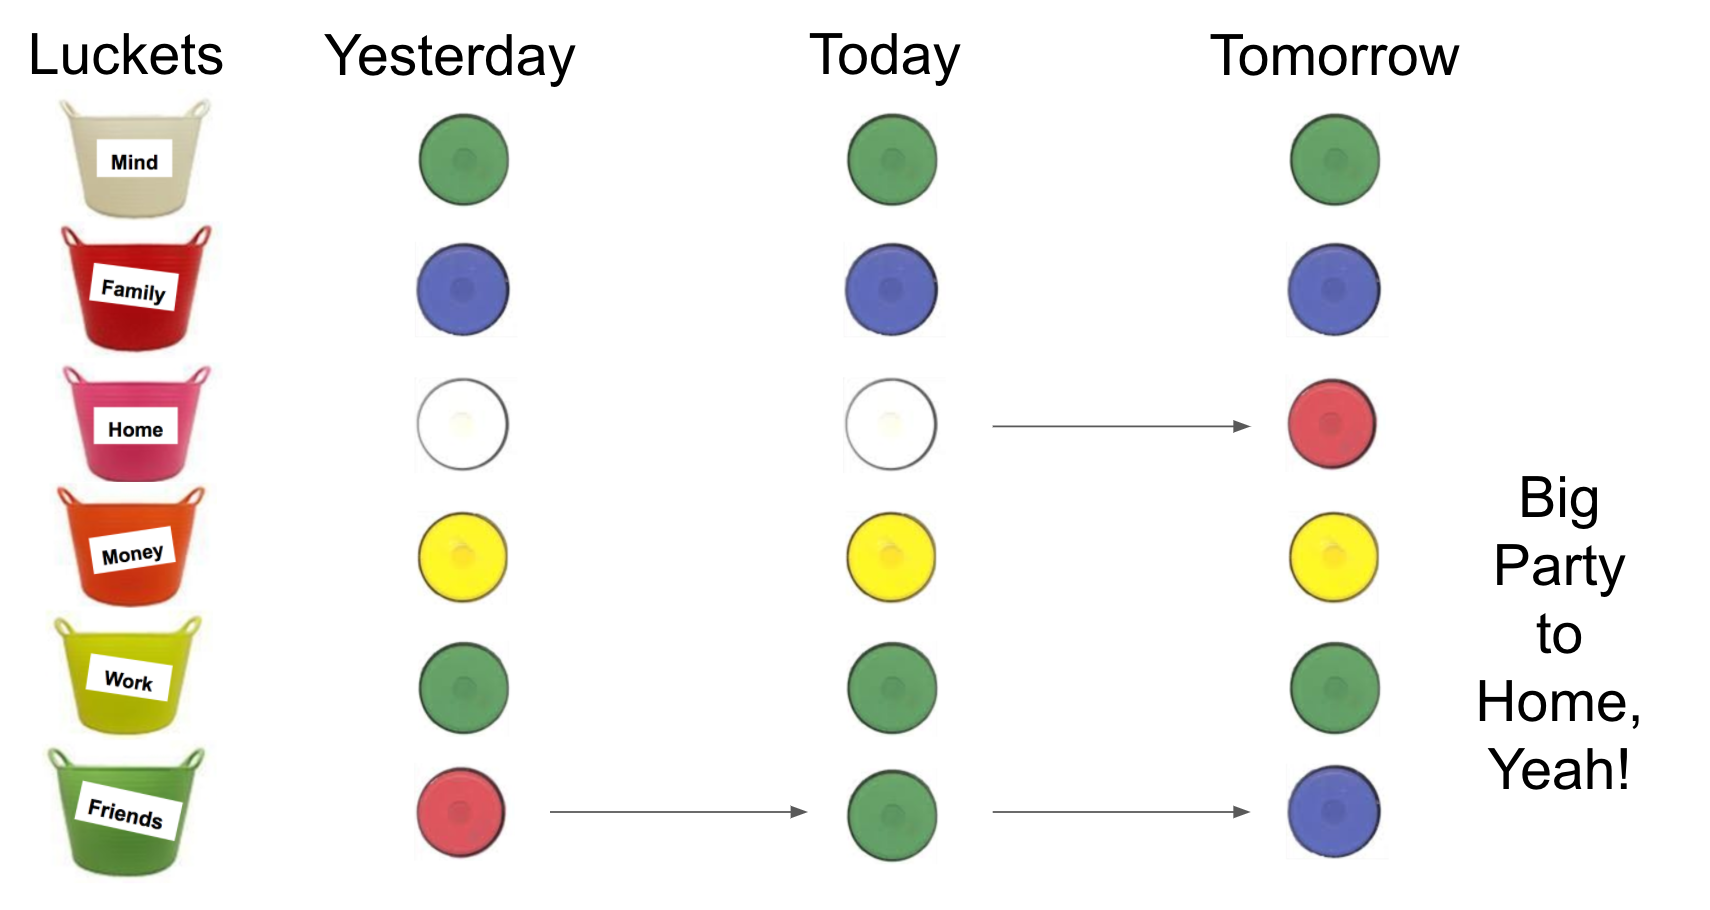 Luckets Yesterday Today Tomorrow
Mind
Family
Home
Money
Work
Friends
Big
Party
to
Home,
Yeah!